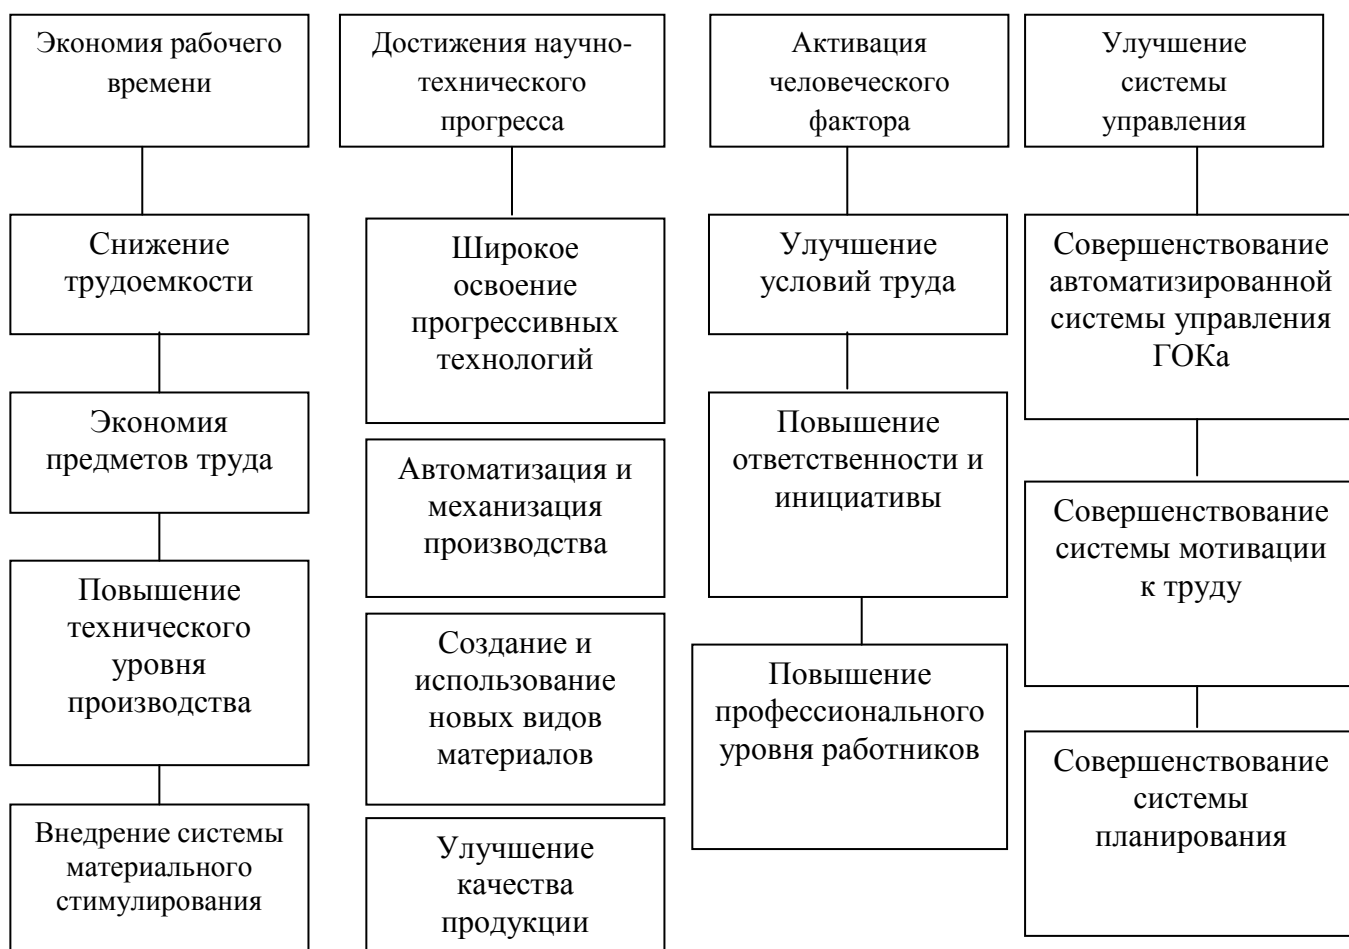 Экономия рабочего
времени
Снижение
трудоемкости
Экономия
предметов труда
Повышение
технического
уровня
производства
Внедрение системы
материального
стимулирования
Достижения научно-
технического
прогресса
Широкое
освоение
прогрессивных
технологий
Автоматизация и
механизация
производства
Создание и
использование
новых видов
материалов
Улучшение
качества
продукции
Активация
человеческого
фактора
Улучшение
условий труда
Повышение
ответственности и
инициативы
Повышение
профессионального
уровня работников
Улучшение
системы
управления
Совершенствование
автоматизированной
системы управления
ГОКа
Совершенствование
системы мотивации
к труду
Совершенствование
системы
планирования